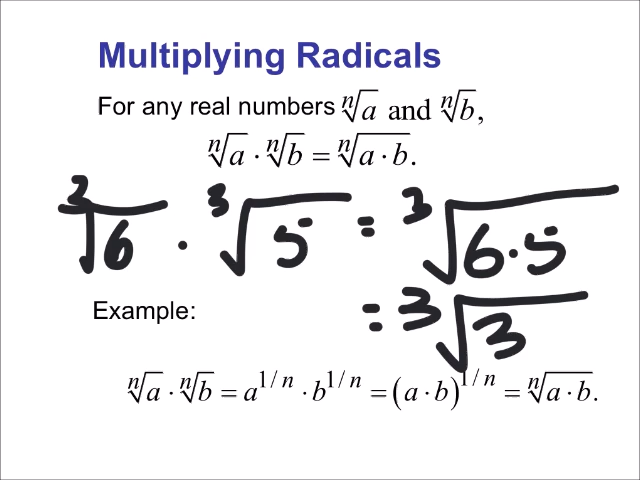 Multiplying Radicals
For any real numbers ⁿ√a and ⁿ√b,
ⁿ√a · ⁿ√b = ⁿ√(a · b).
³√6 · ³√5 = ³√(6·5)
Example:
= ³√3
ⁿ√a · ⁿ√b = a^(1/n) · b^(1/n) = (a · b)^(1/n) = ⁿ√(a · b).